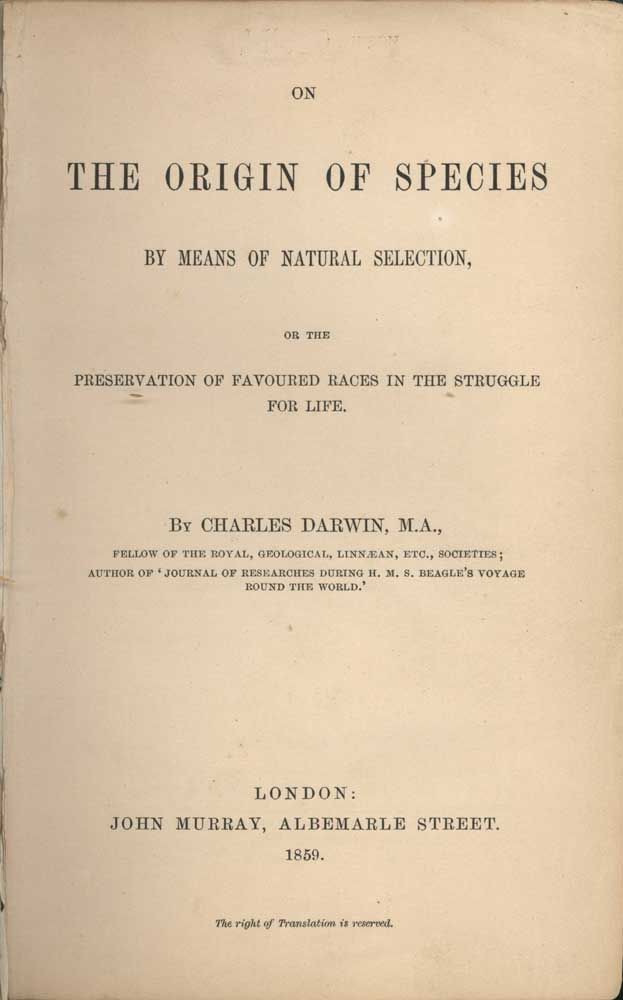 ON
THE ORIGIN OF SPECIES
BY MEANS OF NATURAL SELECTION,
OR THE
PRESERVATION OF FAVOURED RACES IN THE STRUGGLE
FOR LIFE.
BY CHARLES DARWIN, M.A.,
FELLOW OF THE ROYAL, GEOLOGICAL, LINNÆAN, ETC., SOCIETIES;
AUTHOR OF 'JOURNAL OF RESEARCHES DURING H. M. S. BEAGLE'S VOYAGE
ROUND THE WORLD.'
LONDON:
JOHN MURRAY, ALBEMARLE STREET.
1859.
The right of Translation is reserved.